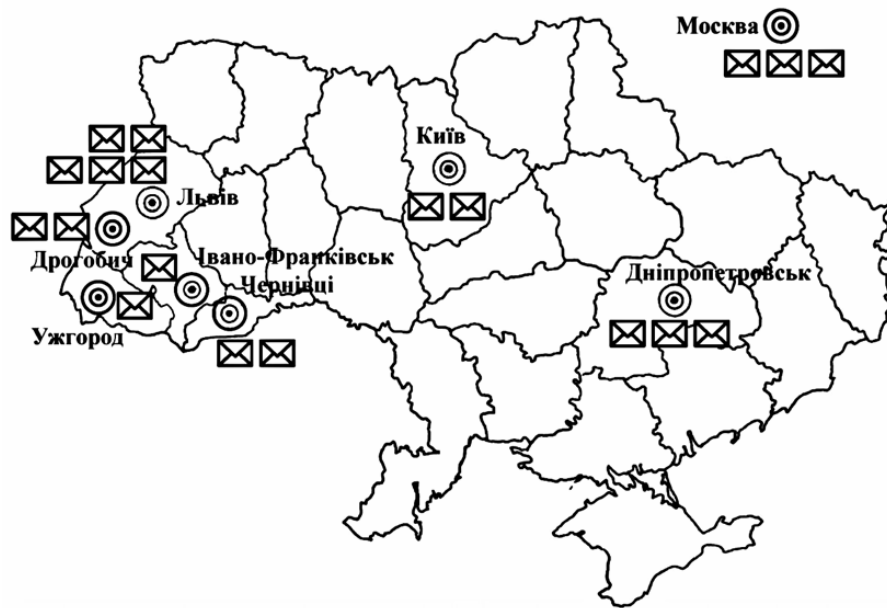 Москва
Київ
Львів
Дрогобич
Івано-Франківськ
Чернівці
Дніпропетровськ
Ужгород